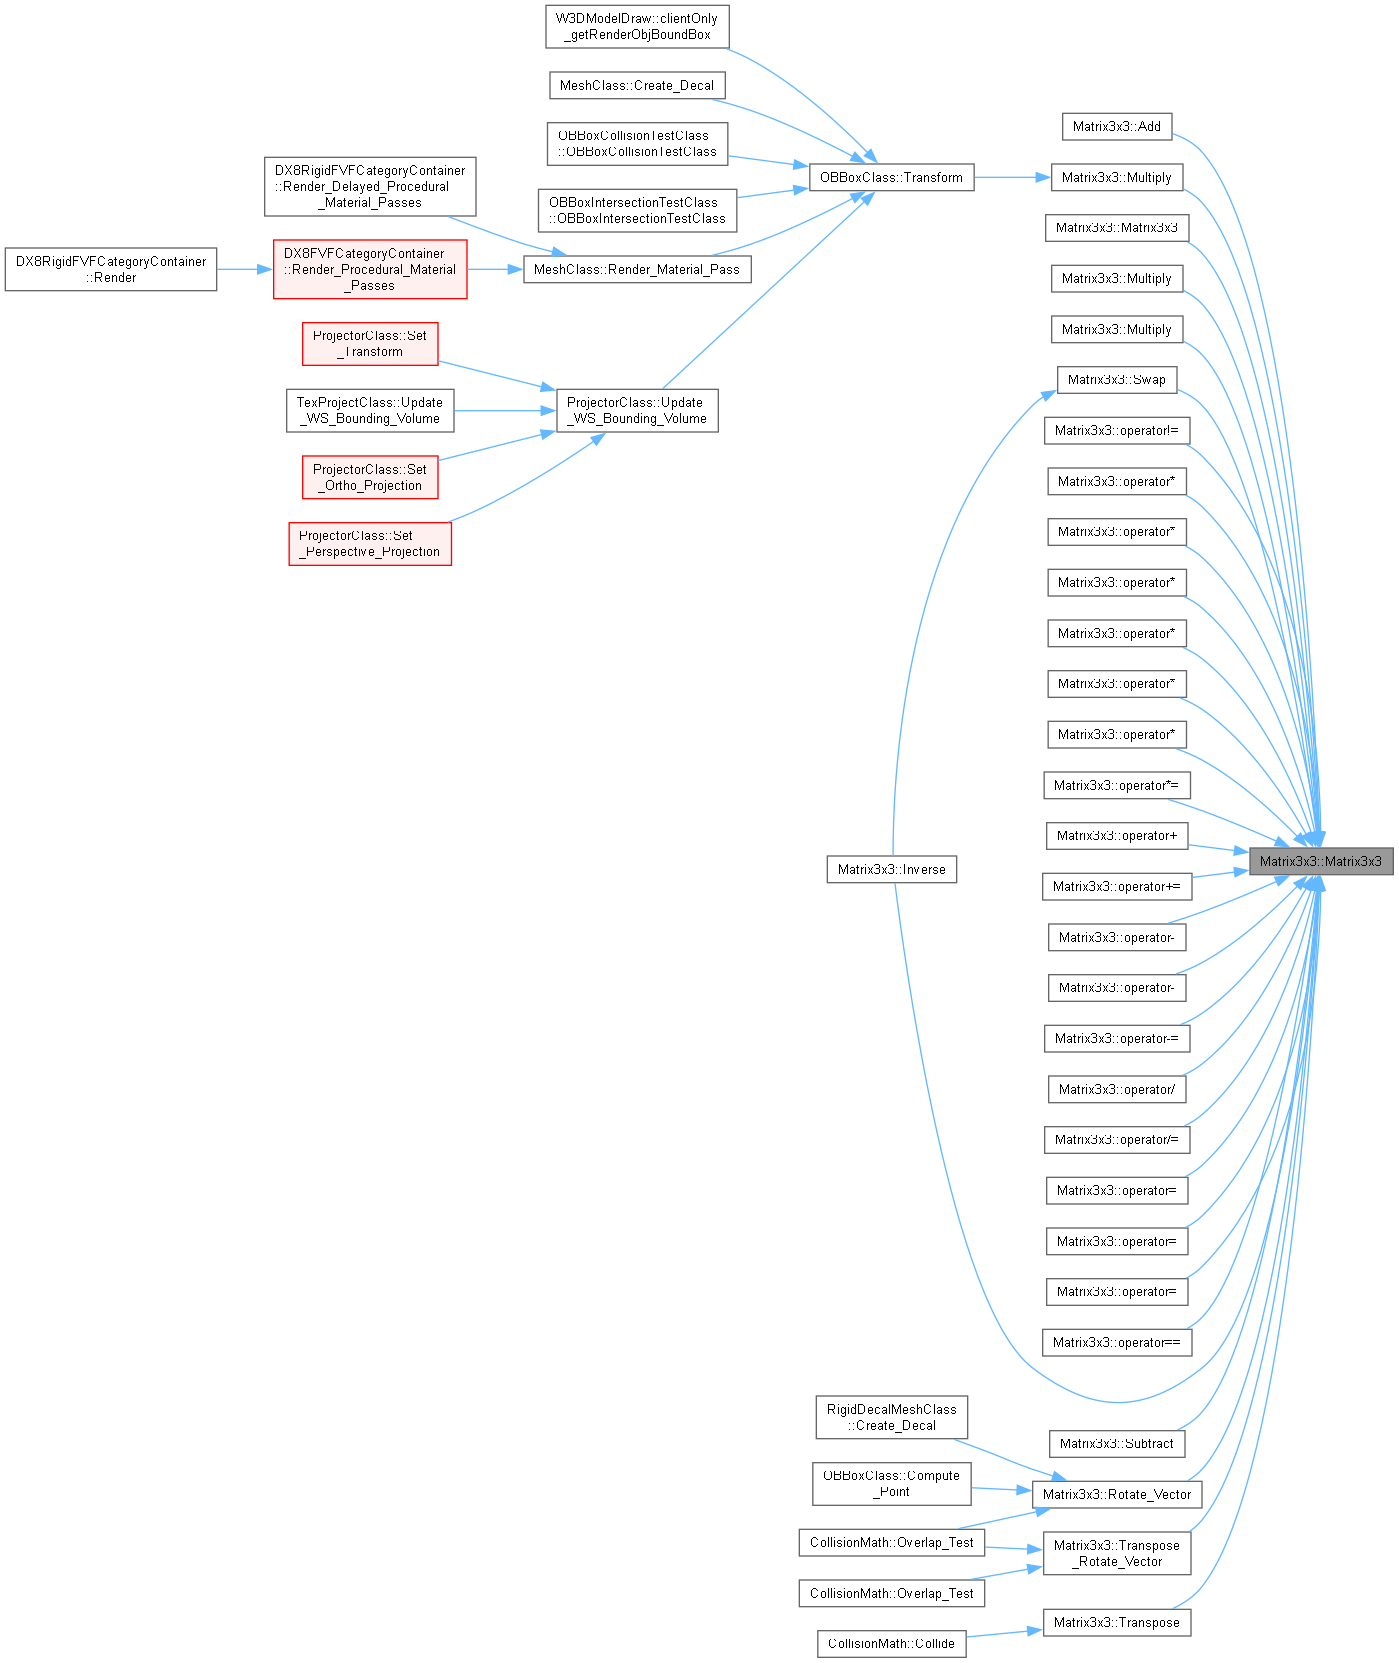 W3DModelDraw::clientOnly
_getRenderObjBoundBox
MeshClass::Create_Decal
OBBoxCollisionTestClass
::OBBoxCollisionTestClass
OBBoxIntersectionTestClass
::OBBoxIntersectionTestClass
DX8RigidFVFCategoryContainer
::Render_Delayed_Procedural
_Material_Passes
DX8RigidFVFCategoryContainer
::Render
DX8FVFCategoryContainer
::Render_Procedural_Material
_Passes
MeshClass::Render_Material_Pass
OBBoxClass::Transform
ProjectorClass::Set
_Transform
TexProjectClass::Update
_WS_Bounding_Volume
ProjectorClass::Update
_WS_Bounding_Volume
ProjectorClass::Set
_Ortho_Projection
ProjectorClass::Set
_Perspective_Projection
Matrix3x3::Add
Matrix3x3::Multiply
Matrix3x3::Matrix3x3
Matrix3x3::Multiply
Matrix3x3::Multiply
Matrix3x3::Swap
Matrix3x3::operator!=
Matrix3x3::operator*
Matrix3x3::operator*
Matrix3x3::operator*
Matrix3x3::operator*
Matrix3x3::operator*
Matrix3x3::operator*
Matrix3x3::operator*=
Matrix3x3::operator+
Matrix3x3::Inverse
Matrix3x3::Matrix3x3
Matrix3x3::operator+=
Matrix3x3::operator-
Matrix3x3::operator-
Matrix3x3::operator-=
Matrix3x3::operator/
Matrix3x3::operator/=
Matrix3x3::operator=
Matrix3x3::operator=
Matrix3x3::operator=
Matrix3x3::operator==
Matrix3x3::Subtract
RigidDecalMeshClass
::Create_Decal
OBBoxClass::Compute
_Point
Matrix3x3::Rotate_Vector
CollisionMath::Overlap_Test
Matrix3x3::Transpose
_Rotate_Vector
CollisionMath::Overlap_Test
Matrix3x3::Transpose
CollisionMath::Collide